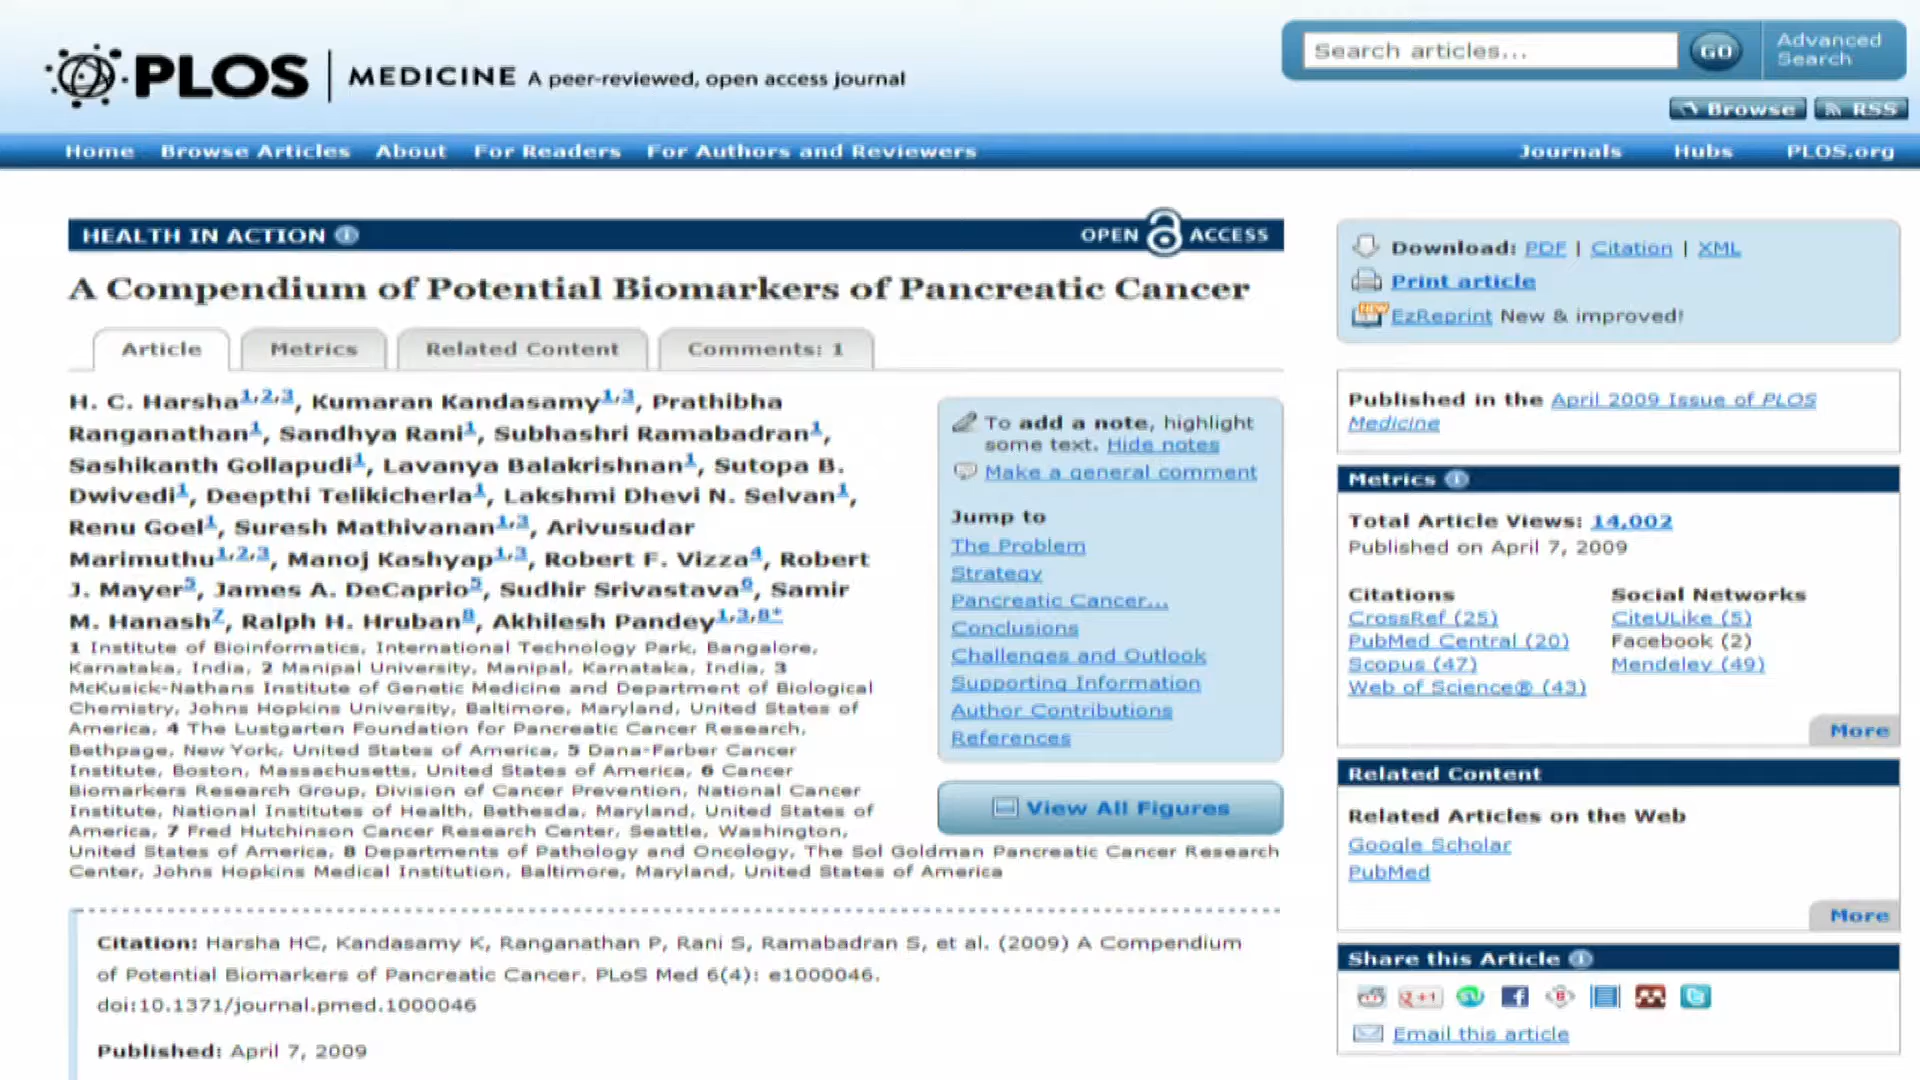 PLOS | MEDICINE A peer-reviewed, open access journal
Search articles... GO Advanced Search
Browse RSS
Home Browse Articles About For Readers For Authors and Reviewers Journals Hubs PLOS.org
HEALTH IN ACTION OPEN ACCESS
A Compendium of Potential Biomarkers of Pancreatic Cancer
Article Metrics Related Content Comments: 1
H. C. Harsha1,2,3, Kumaran Kandasamy1,3, Prathibha
Ranganathan1, Sandhya Rani1, Subhashri Ramabadran1,
Sashikanth Gollapudi1, Lavanya Balakrishnan1, Sutopa B.
Dwivedi1, Deepthi Telikicherla1, Lakshmi Dhevi N. Selvan1,
Renu Goel1, Suresh Mathivanan1,3, Arivusudar
Marimuthu1,2,3, Manoj Kashyap1,3, Robert F. Vizza4, Robert
J. Mayer5, James A. DeCaprio5, Sudhir Srivastava6, Samir
M. Hanash7, Ralph H. Hruban8, Akhilesh Pandey1,3,8*
1 Institute of Bioinformatics, International Technology Park, Bangalore,
Karnataka, India, 2 Manipal University, Manipal, Karnataka, India, 3
McKusick-Nathans Institute of Genetic Medicine and Department of Biological
Chemistry, Johns Hopkins University, Baltimore, Maryland, United States of
America, 4 The Lustgarten Foundation for Pancreatic Cancer Research,
Bethpage, New York, United States of America, 5 Dana-Farber Cancer
Institute, Boston, Massachusetts, United States of America, 6 Cancer
Biomarkers Research Group, Division of Cancer Prevention, National Cancer
Institute, National Institutes of Health, Bethesda, Maryland, United States of
America, 7 Fred Hutchinson Cancer Research Center, Seattle, Washington,
United States of America, 8 Departments of Pathology and Oncology, The Sol Goldman Pancreatic Cancer Research
Center, Johns Hopkins Medical Institution, Baltimore, Maryland, United States of America
To add a note, highlight
some text. Hide notes
Make a general comment
Jump to
The Problem
Strategy
Pancreatic Cancer...
Conclusions
Challenges and Outlook
Supporting Information
Author Contributions
References
View All Figures
Citation: Harsha HC, Kandasamy K, Ranganathan P, Rani S, Ramabadran S, et al. (2009) A Compendium
of Potential Biomarkers of Pancreatic Cancer. PLoS Med 6(4): e1000046.
doi:10.1371/journal.pmed.1000046
Published: April 7, 2009
Download: PDF | Citation | XML
Print article
NEW EzReprint New & improved!
Published in the April 2009 Issue of PLOS
Medicine
Metrics
Total Article Views: 14,002
Published on April 7, 2009
Citations
CrossRef (25)
PubMed Central (20)
Scopus (47)
Web of Science® (43)
Social Networks
CiteULike (5)
Facebook (2)
Mendeley (49)
More
Related Content
Related Articles on the Web
Google Scholar
PubMed
More
Share this Article
+1
Email this article